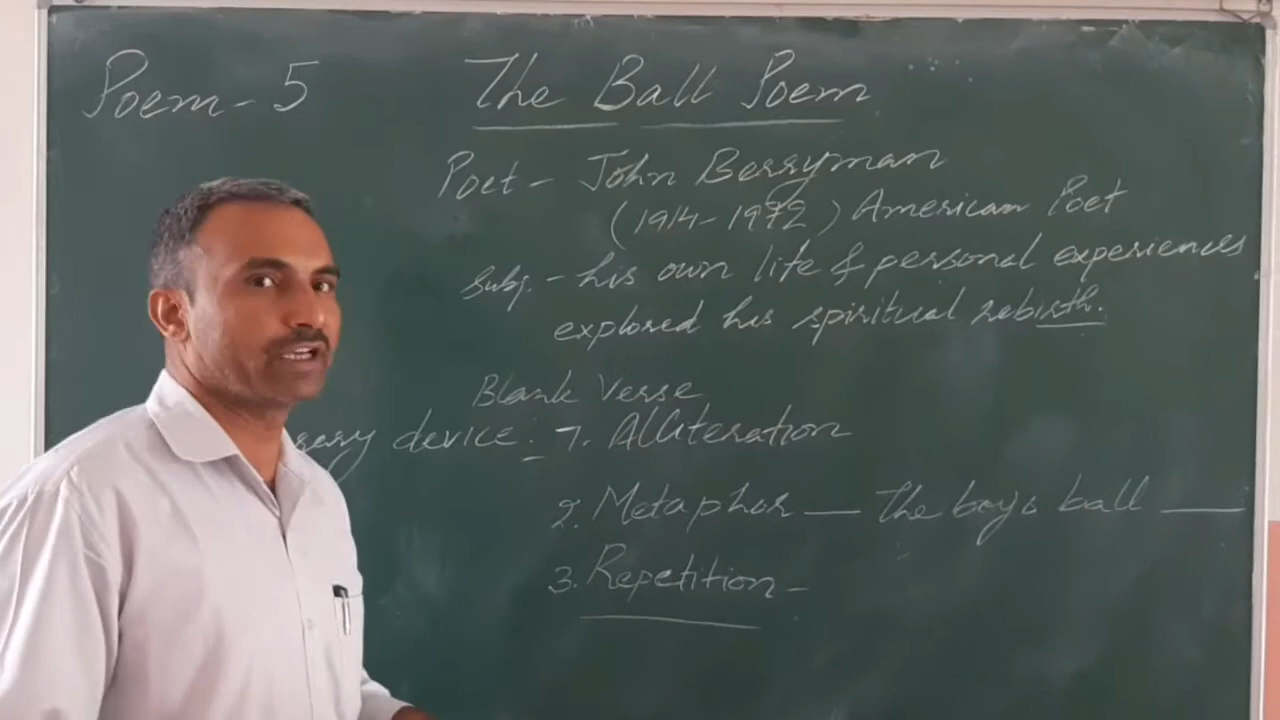 Poem - 5 The Ball Poem
Poet - John Berryman
(1914-1972) American Poet
Subj. - his own life & personal experiences
explored his spiritual rebirth.
Blank Verse
device : 1. Alliteration
2. Metaphor — The boy's ball —
3. Repetition -